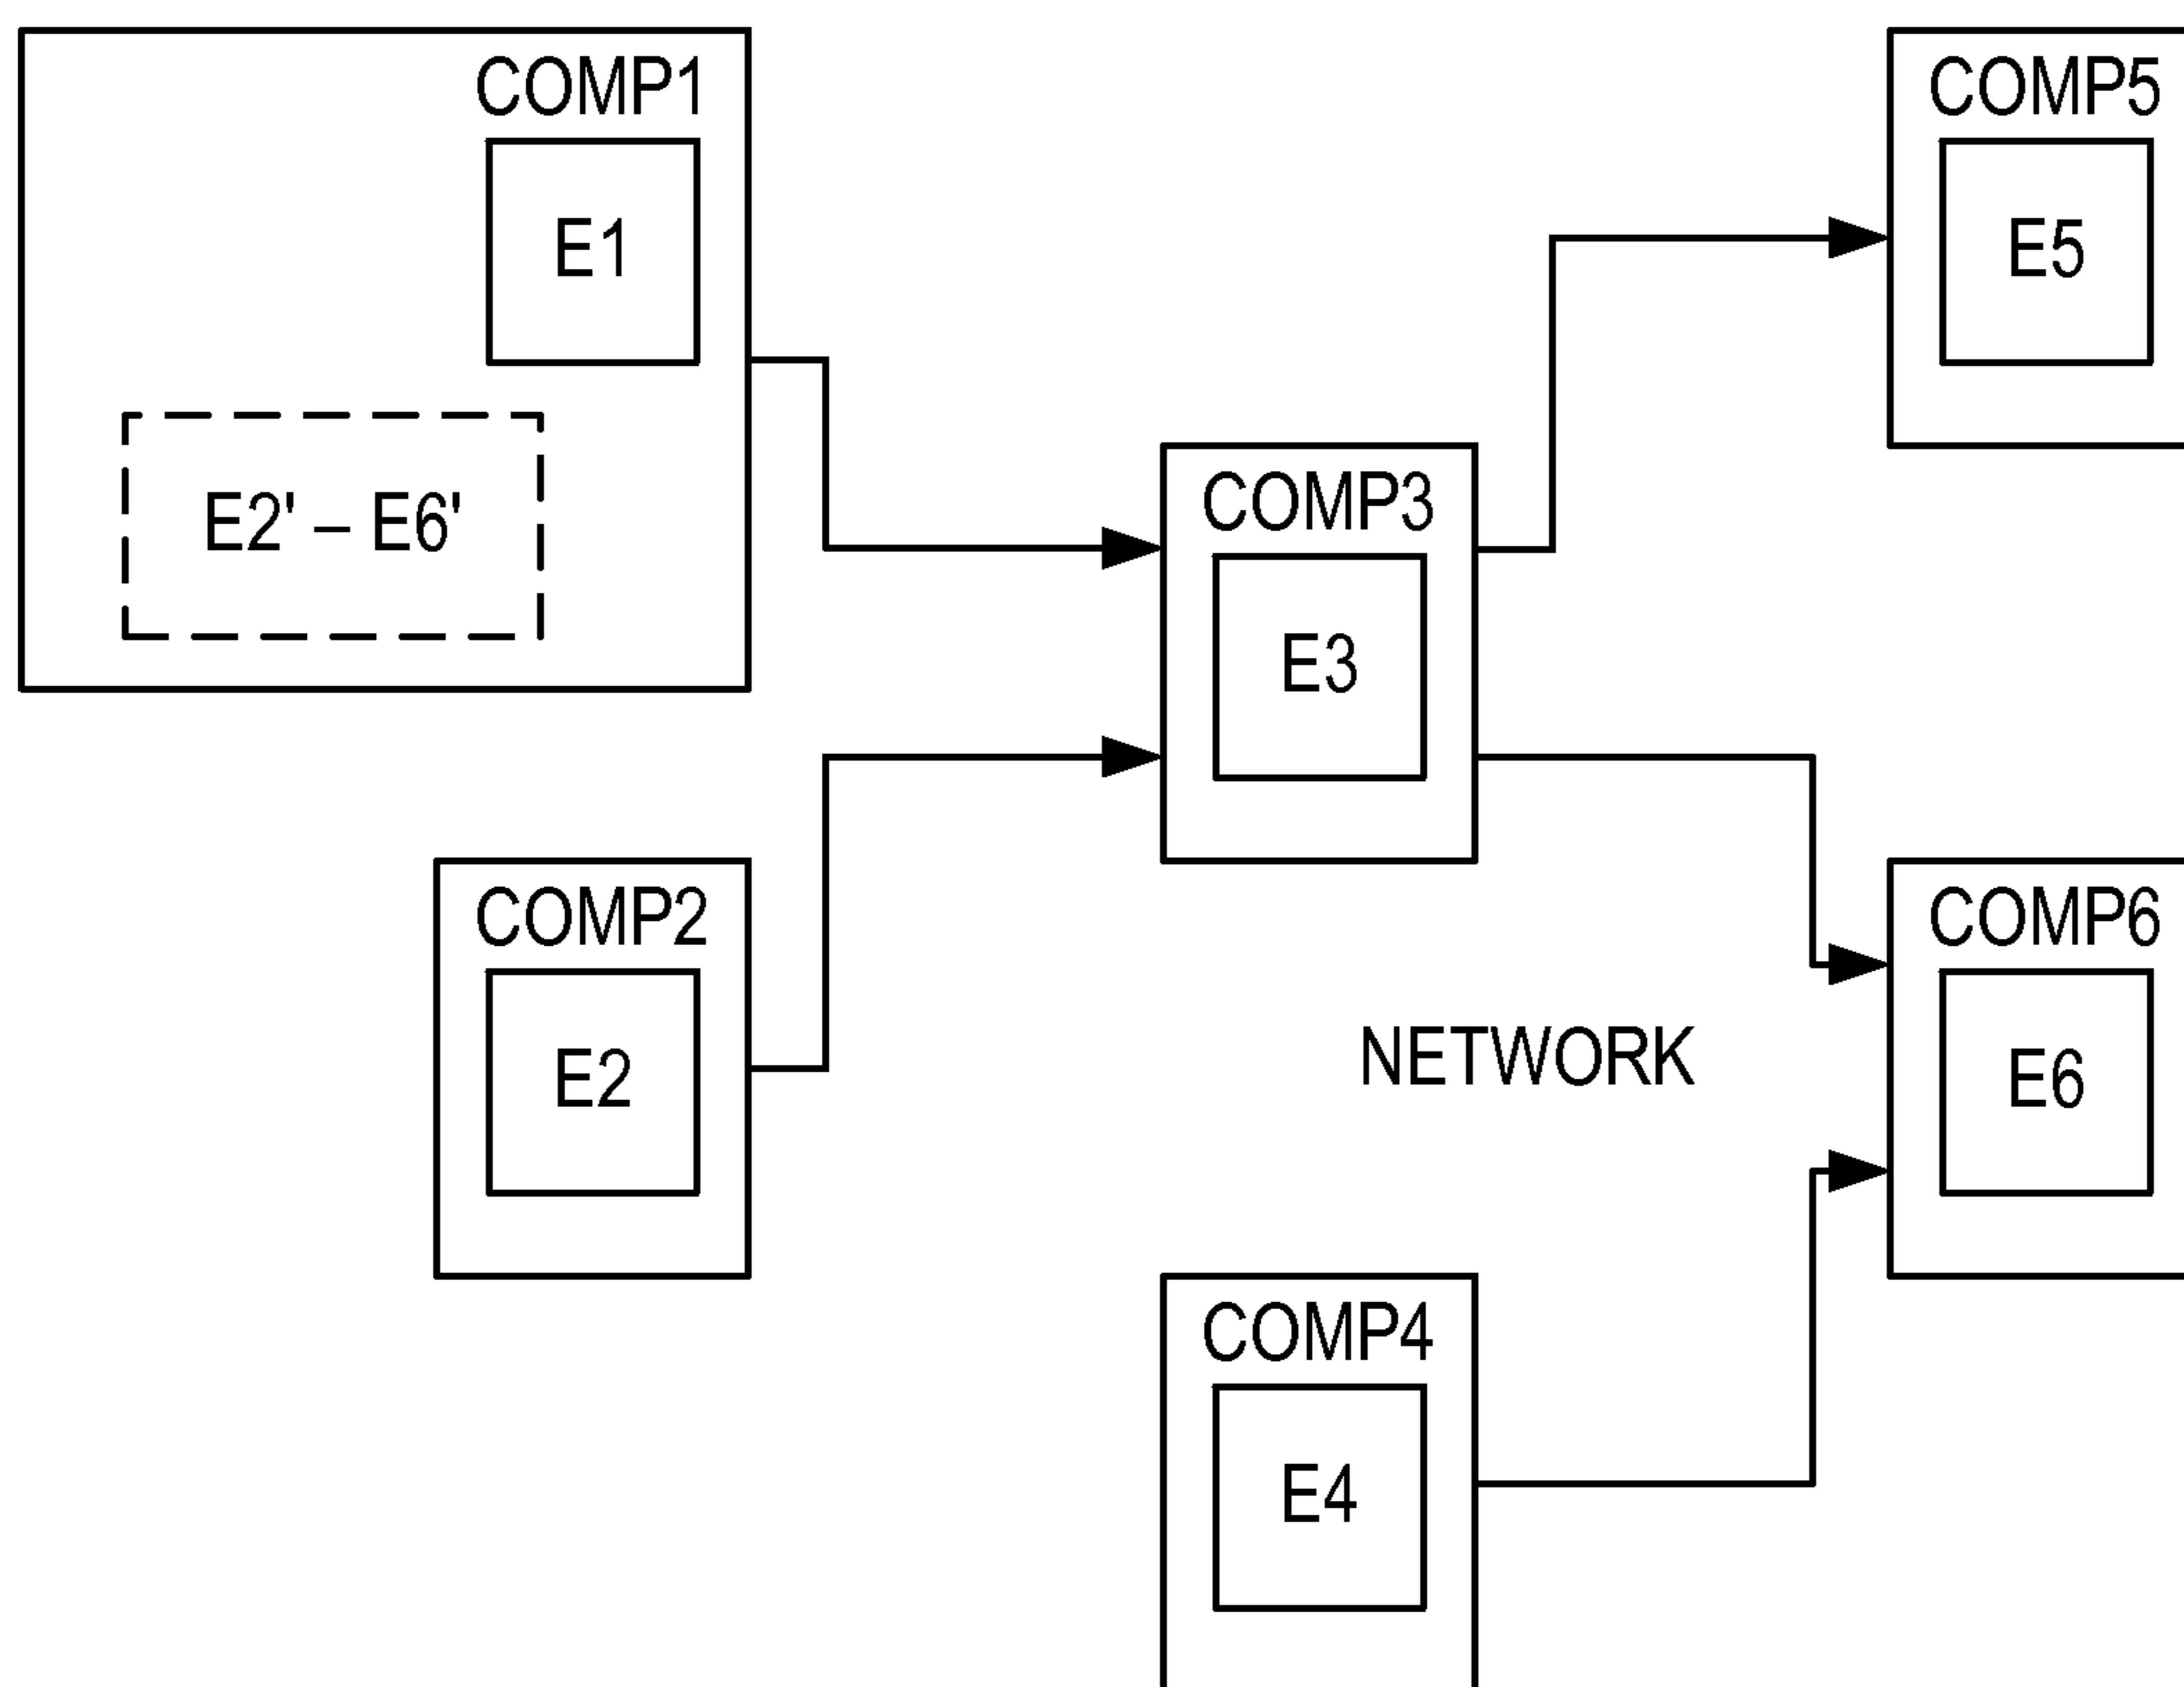 COMP1
E1
E2' – E6'
COMP2
E2
COMP3
E3
NETWORK
COMP4
E4
COMP5
E5
COMP6
E6